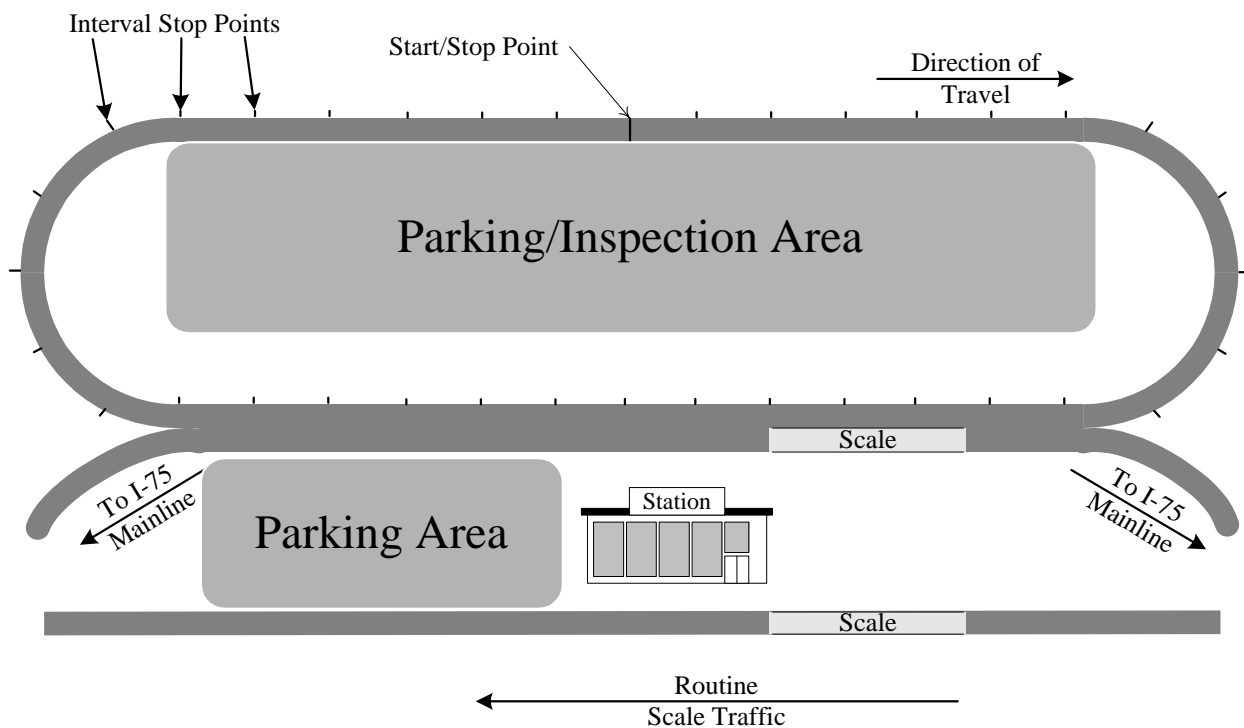 Interval Stop Points
Start/Stop Point
Direction of
Travel
Parking/Inspection Area
Scale
To I-75
Mainline
To I-75
Mainline
Parking Area
Station
Scale
Routine
Scale Traffic